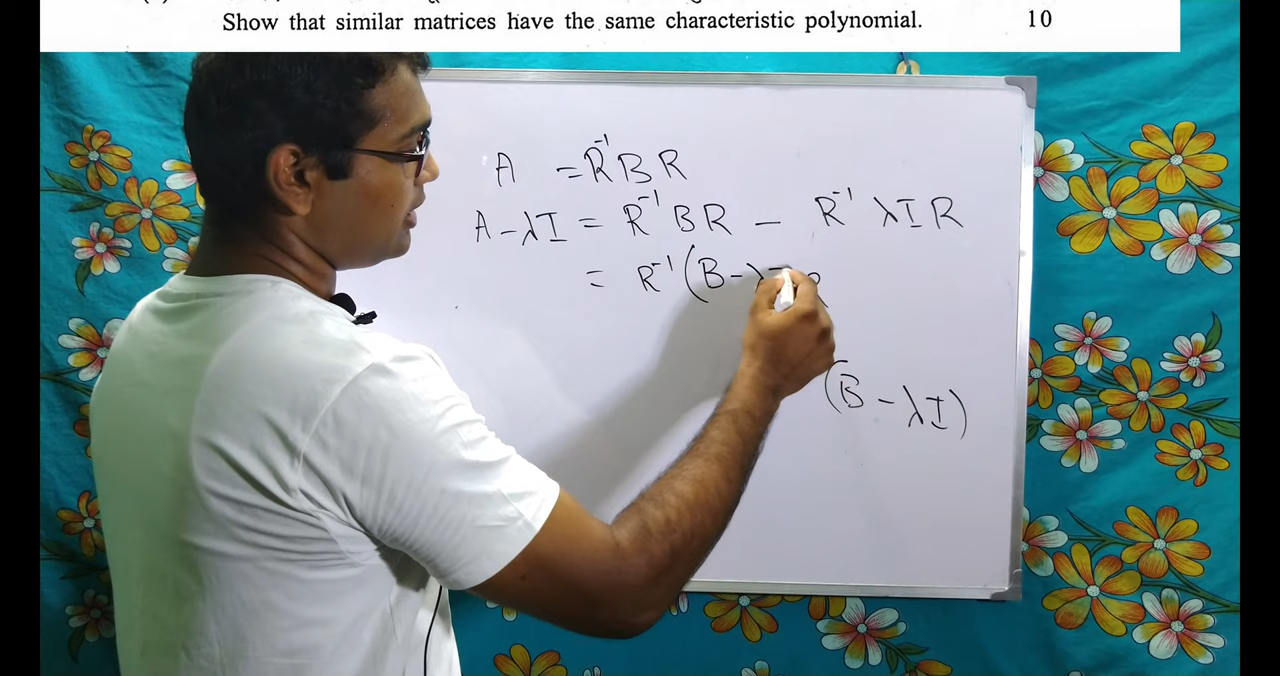 Show that similar matrices have the same characteristic polynomial. 10
A = R⁻¹BR
A - λI = R⁻¹BR - R⁻¹λIR
= R⁻¹(B - λ
(B - λI)